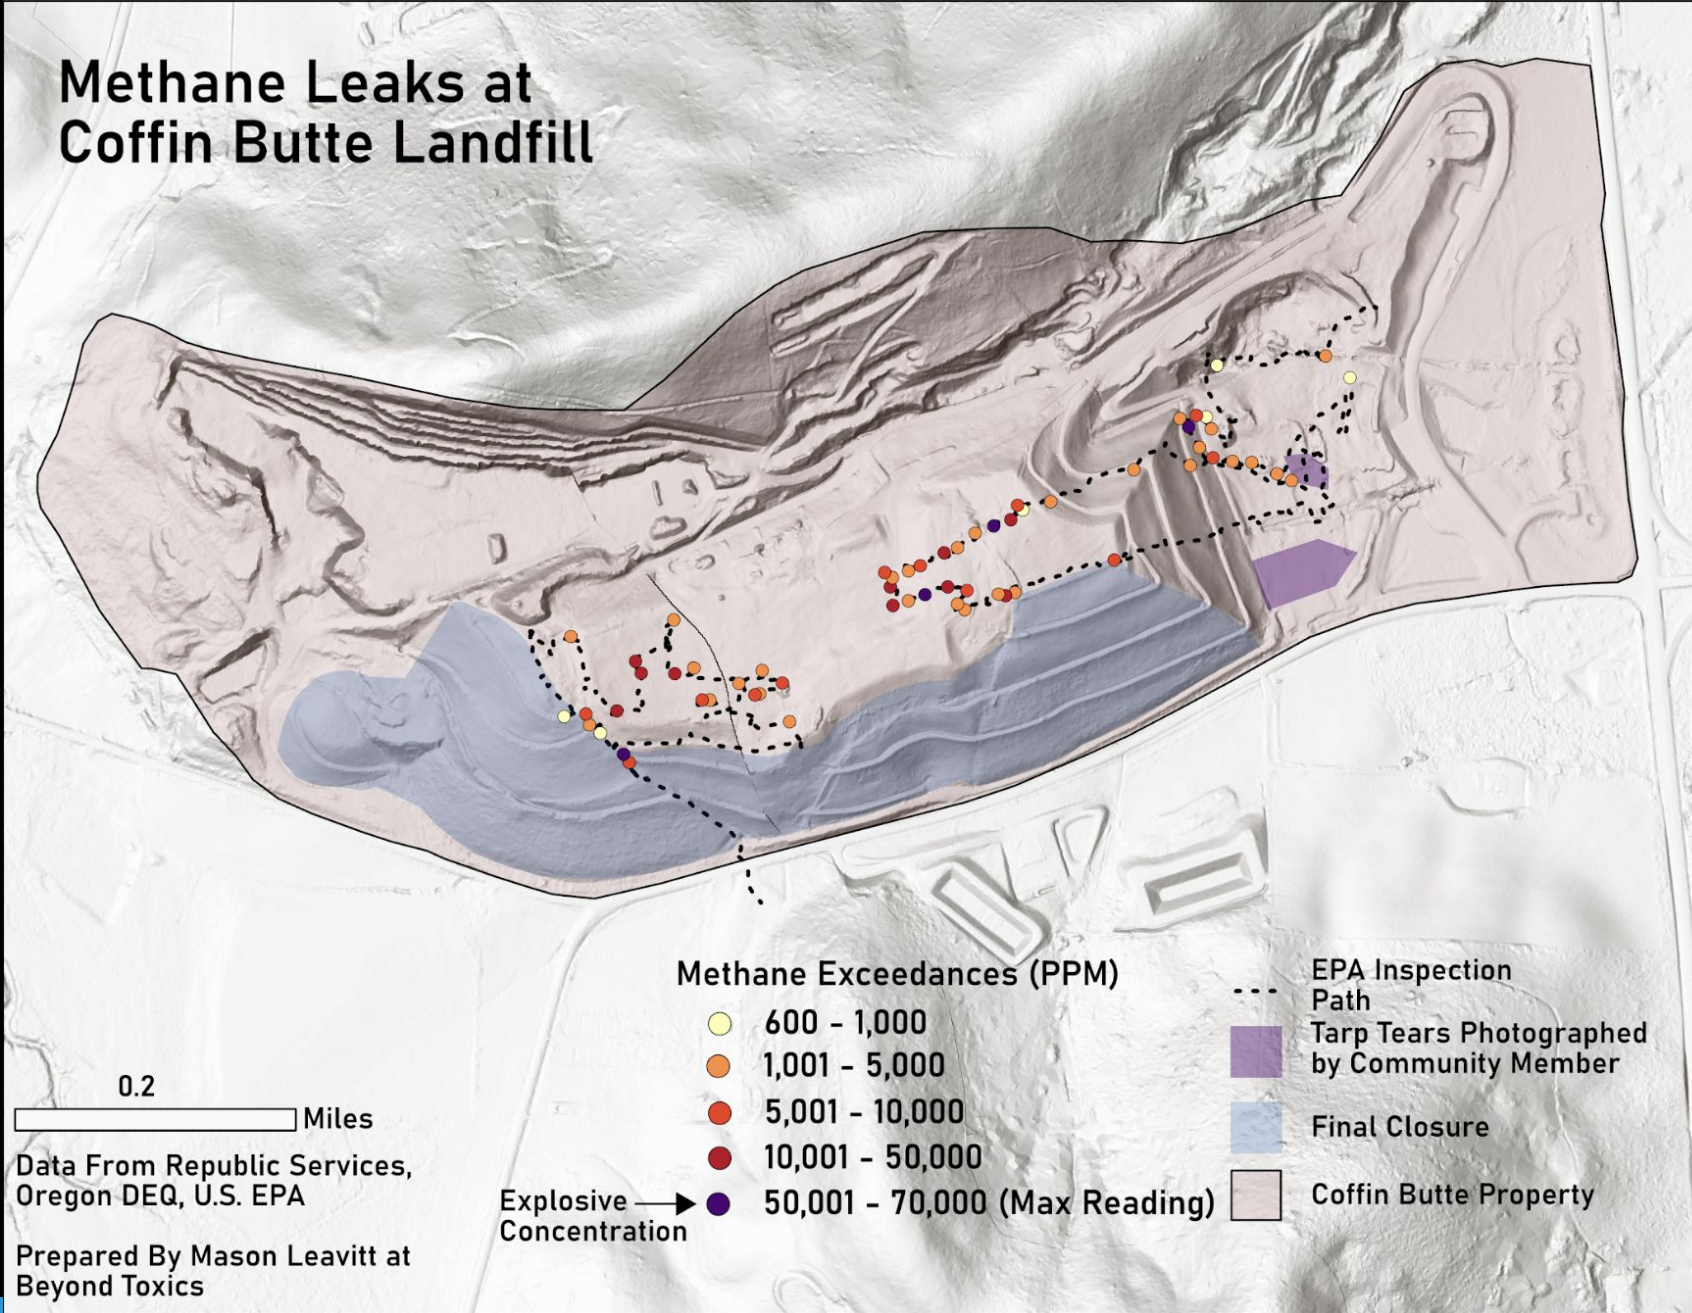 Methane Leaks at
Coffin Butte Landfill
Methane Exceedances (PPM)
600 - 1,000
1,001 - 5,000
5,001 - 10,000
10,001 - 50,000
Explosive
Concentration
50,001 - 70,000 (Max Reading)
EPA Inspection
Path
Tarp Tears Photographed
by Community Member
Final Closure
Coffin Butte Property
0.2
Miles
Data From Republic Services,
Oregon DEQ, U.S. EPA
Prepared By Mason Leavitt at
Beyond Toxics